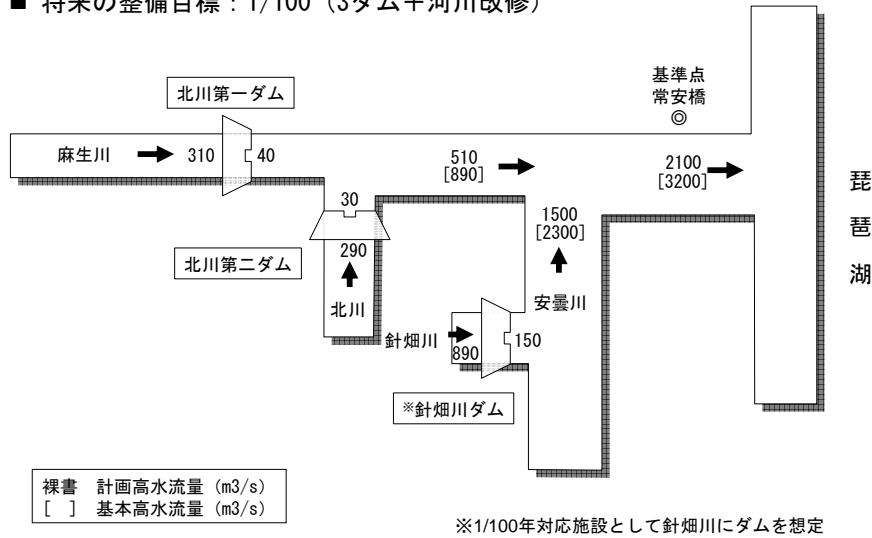 ■ 将来の整備目標：1/100（3ダム＋河川改修）
基準点
常安橋
◎
北川第一ダム
麻生川
310
40
510
[890]
2100
[3200]
琵琶湖
30
1500
[2300]
290
北川第二ダム
北川
安曇川
針畑川
890
150
※針畑川ダム
裸書 計画高水流量（m3/s）
[ ] 基本高水流量（m3/s）
※1/100年対応施設として針畑川にダムを想定